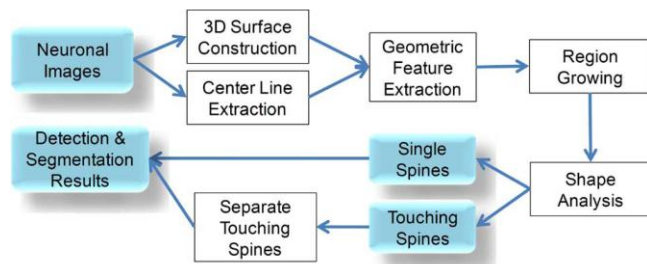 Neuronal
Images
3D Surface
Construction
Center Line
Extraction
Geometric
Feature
Extraction
Region
Growing
Detection &
Segmentation
Results
Single
Spines
Shape
Analysis
Separate
Touching
Spines
Touching
Spines